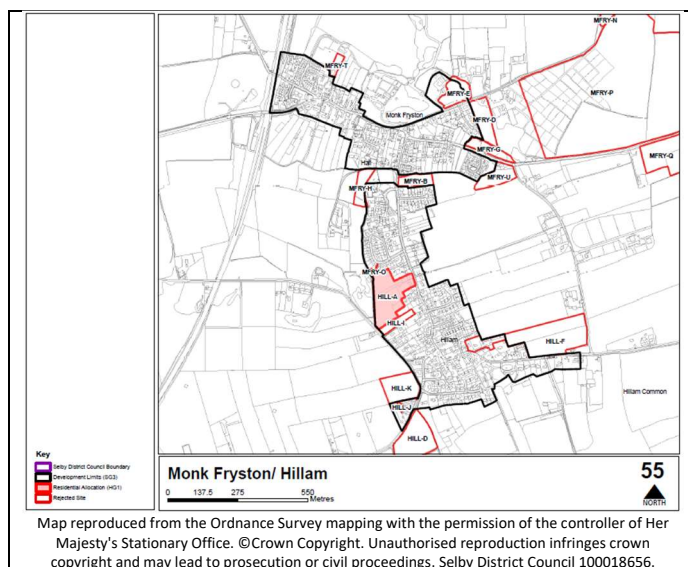 MFRY-N
MFRY-T
MFRY-E
MFRY-P
Monk Fryston
MFRY-D
MFRY-G
MFRY-Q
Hall
MFRY-H
MFRY-B
MFRY-U
MFRY-O
HILL-A
HILL-I
Hillam
HILL-F
HILL-K
Hillam Common
HILL-J
HILL-D
Key
Selby District Council Boundary
Development Limits (SG3)
Residential Allocation (HG1)
Rejected Site
Monk Fryston/ Hillam
0 137.5 275 550
Metres
55
NORTH
Map reproduced from the Ordnance Survey mapping with the permission of the controller of Her
Majesty's Stationary Office. ©Crown Copyright. Unauthorised reproduction infringes crown
copyright and may lead to prosecution or civil proceedings. Selby District Council 100018656.